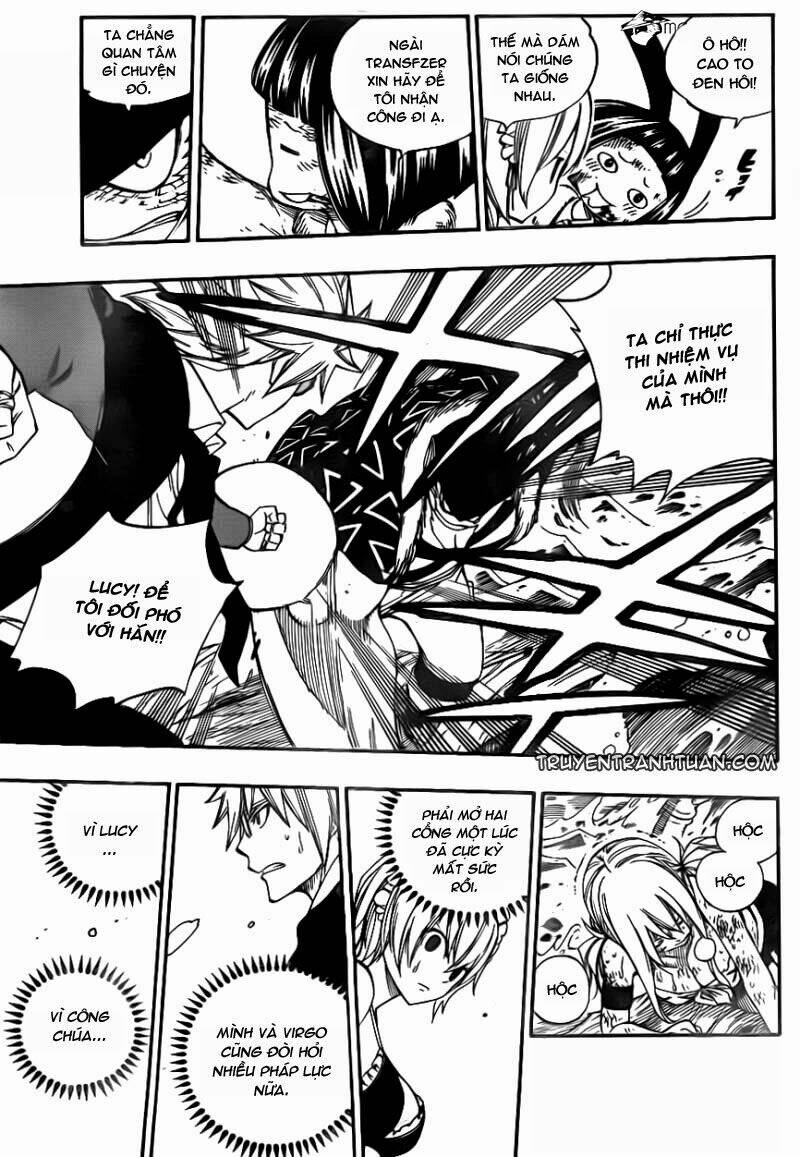 Ô HÔ!!
CAO TO
ĐEN HÔI!
THẾ MÀ DÁM
NÓI CHÚNG
TA GIỐNG
NHAU.
NGÀI
TRANSFZER
XIN HÃY ĐỂ
TÔI NHẬN
CÔNG ĐI Ạ.
TA CHẲNG
QUAN TÂM
GÌ CHUYỆN
ĐÓ.
TA CHỈ THỰC
THI NHIỆM VỤ
CỦA MÌNH
MÀ THÔI!!
LUCY! ĐỂ
TÔI ĐỐI PHÓ
VỚI HẮN!!
TRUYENTRANHTUAN.COM
HỘC
HỘC
HỘC
PHẢI MỞ HAI
CỔNG MỘT LÚC
ĐÃ CỰC KỲ
MẤT SỨC
RỒI.
MÌNH VÀ VIRGO
CŨNG ĐÒI HỎI
NHIỀU PHÁP LỰC
NỮA.
VÌ LUCY
...
VÌ CÔNG
CHÚA...